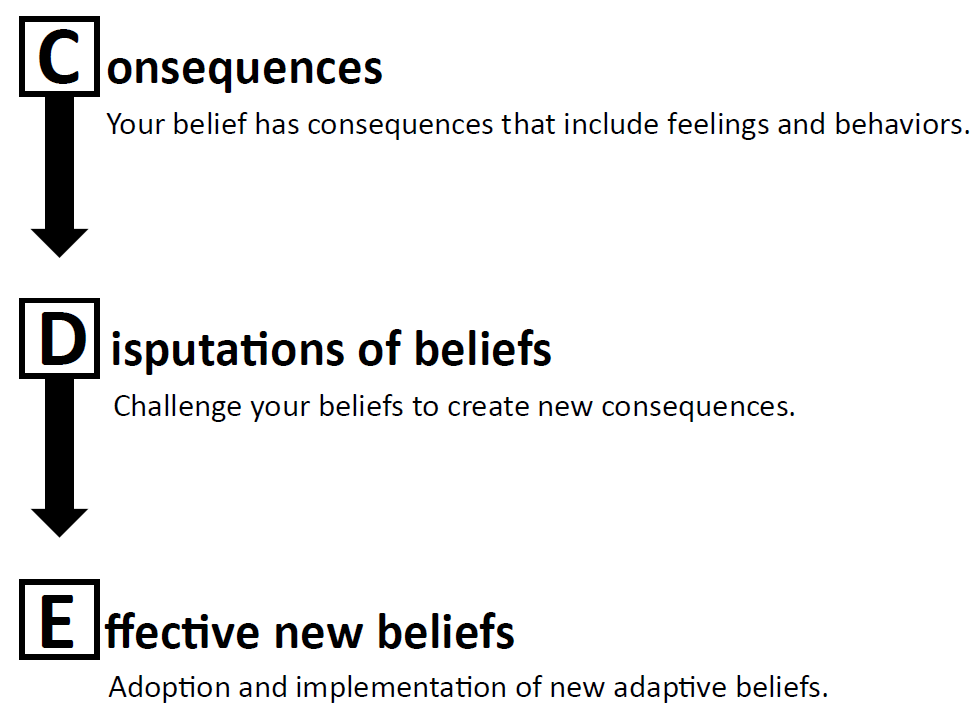 Consequences
Your belief has consequences that include feelings and behaviors.
Disputations of beliefs
Challenge your beliefs to create new consequences.
Effective new beliefs
Adoption and implementation of new adaptive beliefs.